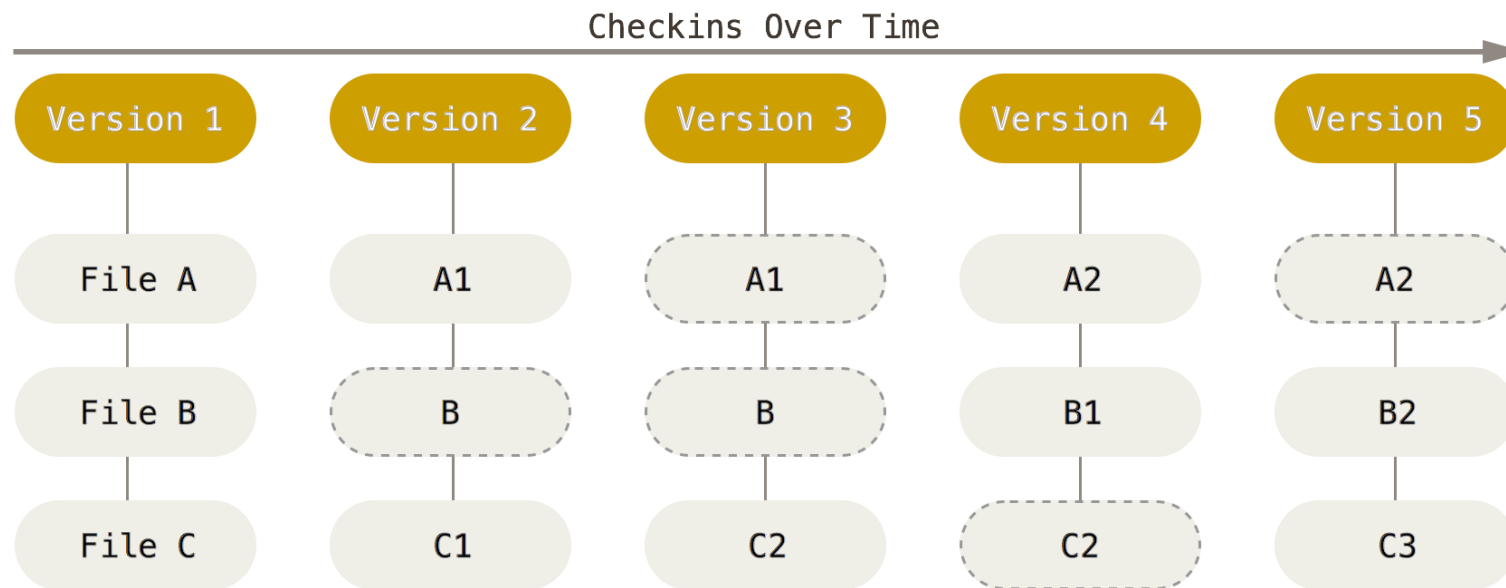 Checkins Over Time
Version 1 Version 2 Version 3 Version 4 Version 5
File A A1 A1 A2 A2
File B B B B1 B2
File C C1 C2 C2 C3